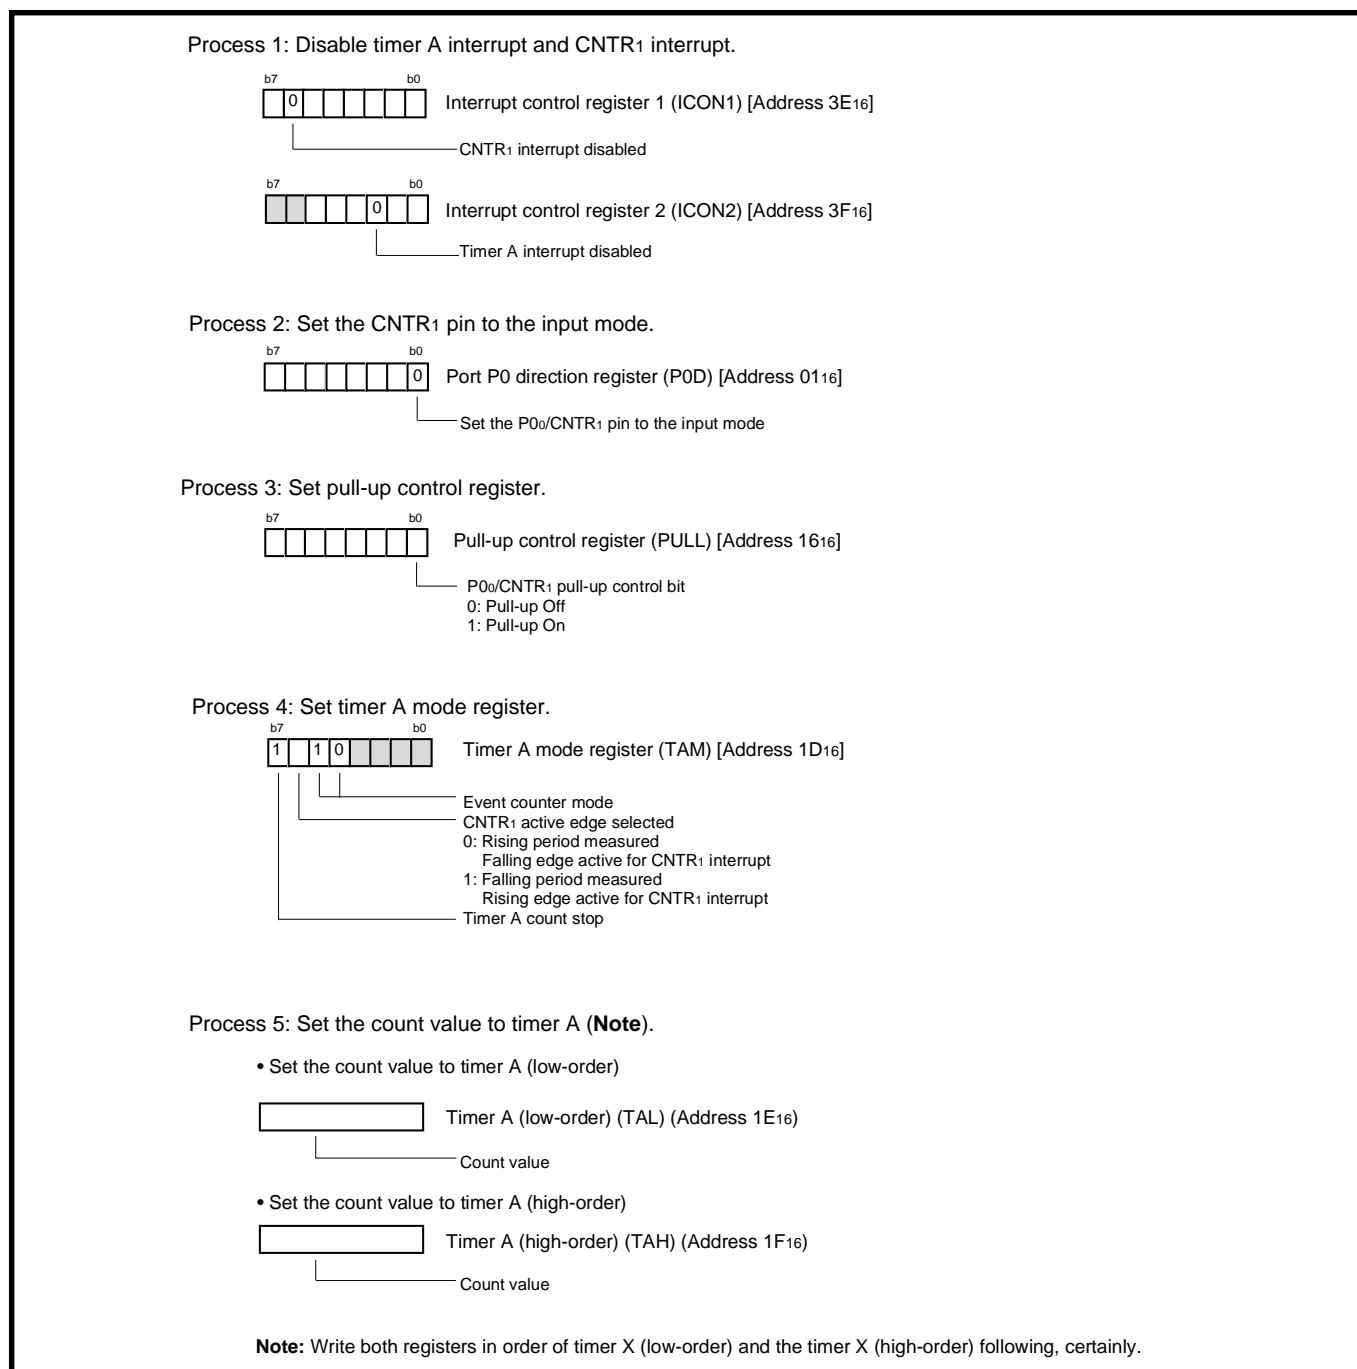 Process 1: Disable timer A interrupt and CNTR1 interrupt.
b7 b0
0 Interrupt control register 1 (ICON1) [Address 3E16]
CNTR1 interrupt disabled
b7 b0
0 Interrupt control register 2 (ICON2) [Address 3F16]
Timer A interrupt disabled
Process 2: Set the CNTR1 pin to the input mode.
b7 b0
0 Port P0 direction register (P0D) [Address 0116]
Set the P00/CNTR1 pin to the input mode
Process 3: Set pull-up control register.
b7 b0
Pull-up control register (PULL) [Address 1616]
P00/CNTR1 pull-up control bit
0: Pull-up Off
1: Pull-up On
Process 4: Set timer A mode register.
b7 b0
1 1 0 Timer A mode register (TAM) [Address 1D16]
Event counter mode
CNTR1 active edge selected
0: Rising period measured
Falling edge active for CNTR1 interrupt
1: Falling period measured
Rising edge active for CNTR1 interrupt
Timer A count stop
Process 5: Set the count value to timer A (Note).
• Set the count value to timer A (low-order)
Timer A (low-order) (TAL) (Address 1E16)
Count value
• Set the count value to timer A (high-order)
Timer A (high-order) (TAH) (Address 1F16)
Count value
Note: Write both registers in order of timer X (low-order) and the timer X (high-order) following, certainly.